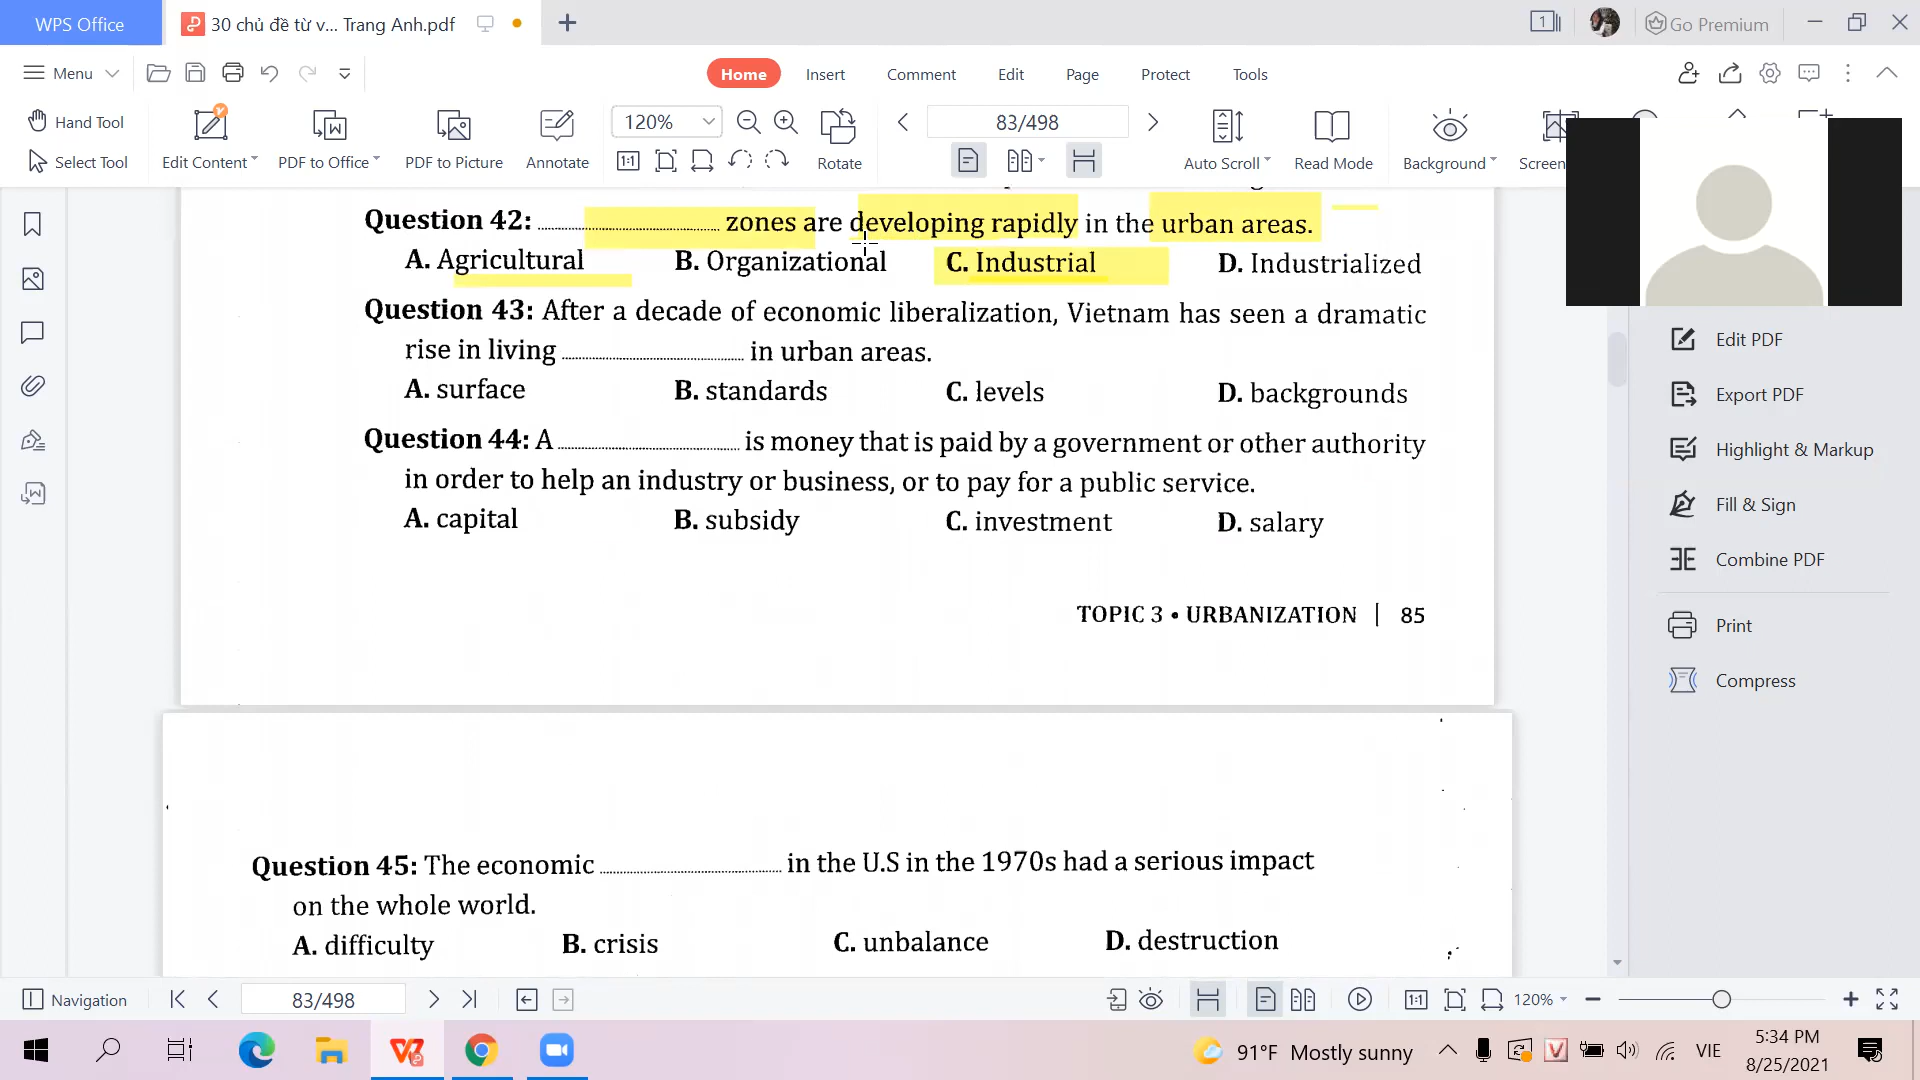 WPS Office
30 chủ đề từ v... Trang Anh.pdf
1
Go Premium
Menu
Home
Insert
Comment
Edit
Page
Protect
Tools
Hand Tool
Select Tool
Edit Content
PDF to Office
PDF to Picture
Annotate
120%
1:1
Rotate
83/498
Auto Scroll
Read Mode
Background
Screen
Question 42: .................... zones are developing rapidly in the urban areas.
A. Agricultural B. Organizational C. Industrial D. Industrialized
Question 43: After a decade of economic liberalization, Vietnam has seen a dramatic
rise in living .................... in urban areas.
A. surface B. standards C. levels D. backgrounds
Question 44: A .................... is money that is paid by a government or other authority
in order to help an industry or business, or to pay for a public service.
A. capital B. subsidy C. investment D. salary
TOPIC 3 • URBANIZATION | 85
Question 45: The economic .................... in the U.S in the 1970s had a serious impact
on the whole world.
A. difficulty B. crisis C. unbalance D. destruction
Edit PDF
Export PDF
Highlight & Markup
Fill & Sign
Combine PDF
Print
Compress
Navigation
83/498
1:1
120%
91°F Mostly sunny
VIE
5:34 PM
8/25/2021